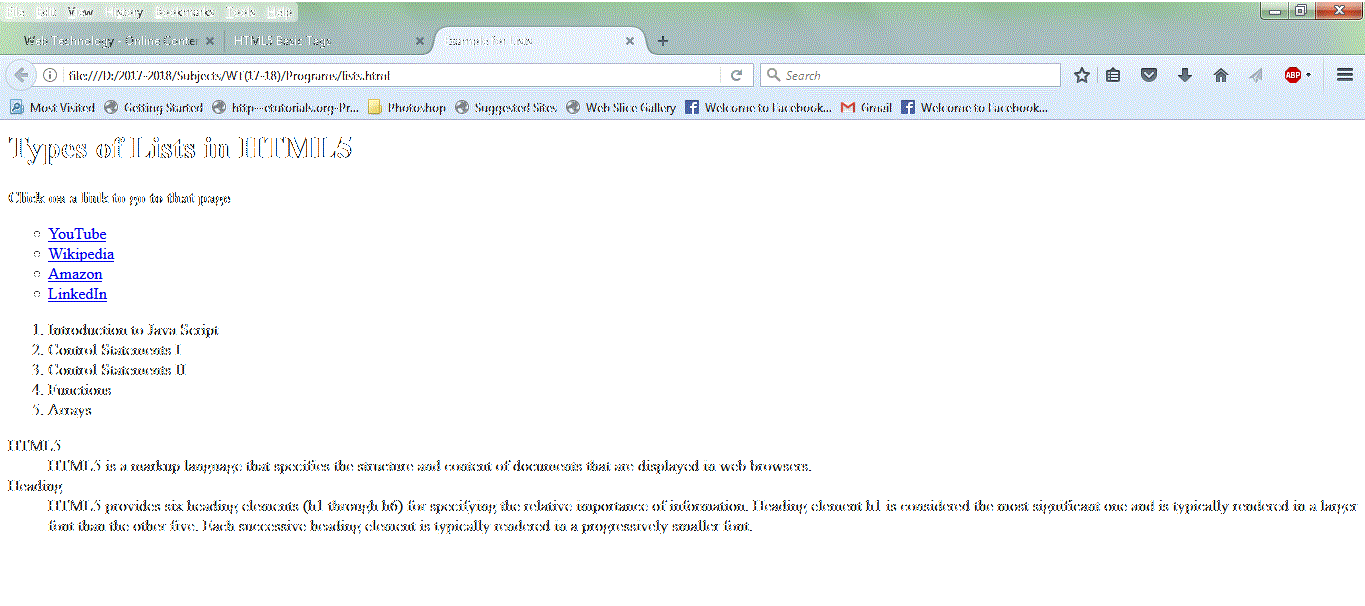 File Edit View History Bookmarks Tools Help
Web Technology - Online Center HTML5 Basic Tags Example for Lists
file:///D:/2017-2018/Subjects/WT(17-18)/Programs/lists.html Search ABP
Most Visited Getting Started http--etutorials.org-Pr... Photoshop Suggested Sites Web Slice Gallery Welcome to Facebook... Gmail Welcome to Facebook...
Types of Lists in HTML5
Click on a link to go to that page
YouTube
Wikipedia
Amazon
LinkedIn
1. Introduction to Java Script
2. Control Statements I
3. Control Statements II
4. Functions
5. Arrays
HTML5
HTML5 is a markup language that specifies the structure and content of documents that are displayed in web browsers.
Heading
HTML5 provides six heading elements (h1 through h6) for specifying the relative importance of information. Heading element h1 is considered the most significant one and is typically rendered in a larger
font than the other five. Each successive heading element is typically rendered in a progressively smaller font.